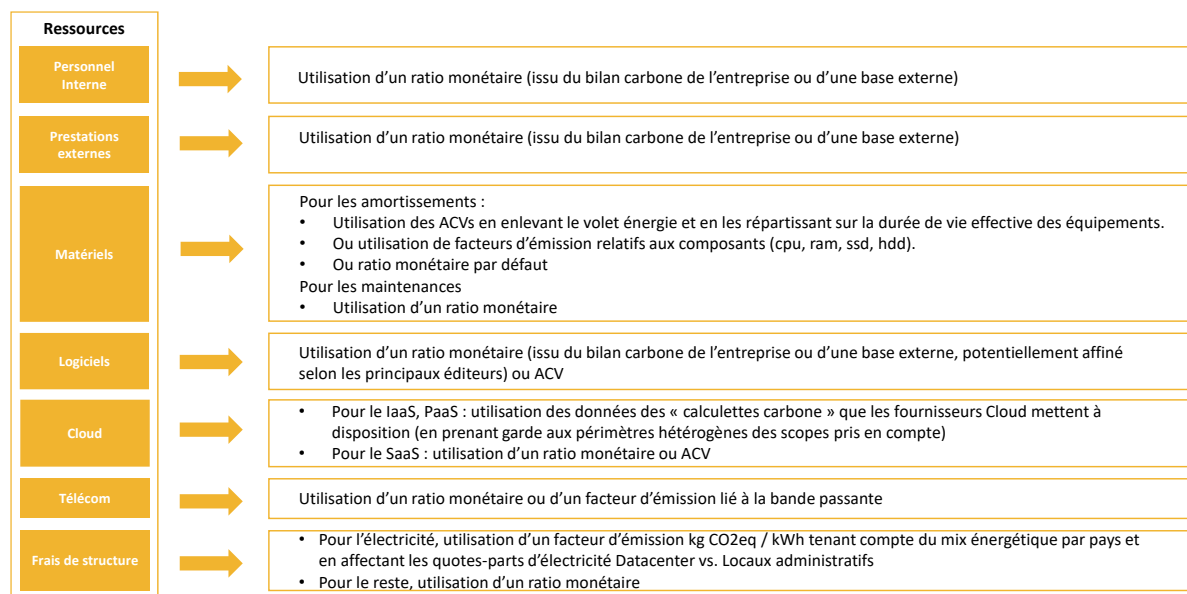 Ressources
Personnel
Interne
Utilisation d’un ratio monétaire (issu du bilan carbone de l’entreprise ou d’une base externe)
Prestations
externes
Utilisation d’un ratio monétaire (issu du bilan carbone de l’entreprise ou d’une base externe)
Matériels
Pour les amortissements :
• Utilisation des ACVs en enlevant le volet énergie et en les répartissant sur la durée de vie effective des équipements.
• Ou utilisation de facteurs d’émission relatifs aux composants (cpu, ram, ssd, hdd).
• Ou ratio monétaire par défaut
Pour les maintenances
• Utilisation d’un ratio monétaire
Logiciels
Utilisation d’un ratio monétaire (issu du bilan carbone de l’entreprise ou d’une base externe, potentiellement affiné
selon les principaux éditeurs) ou ACV
Cloud
• Pour le IaaS, PaaS : utilisation des données des « calculettes carbone » que les fournisseurs Cloud mettent à
disposition (en prenant garde aux périmètres hétérogènes des scopes pris en compte)
• Pour le SaaS : utilisation d’un ratio monétaire ou ACV
Télécom
Utilisation d’un ratio monétaire ou d’un facteur d’émission lié à la bande passante
Frais de structure
• Pour l’électricité, utilisation d’un facteur d’émission kg CO2eq / kWh tenant compte du mix énergétique par pays et
en affectant les quotes-parts d’électricité Datacenter vs. Locaux administratifs
• Pour le reste, utilisation d’un ratio monétaire